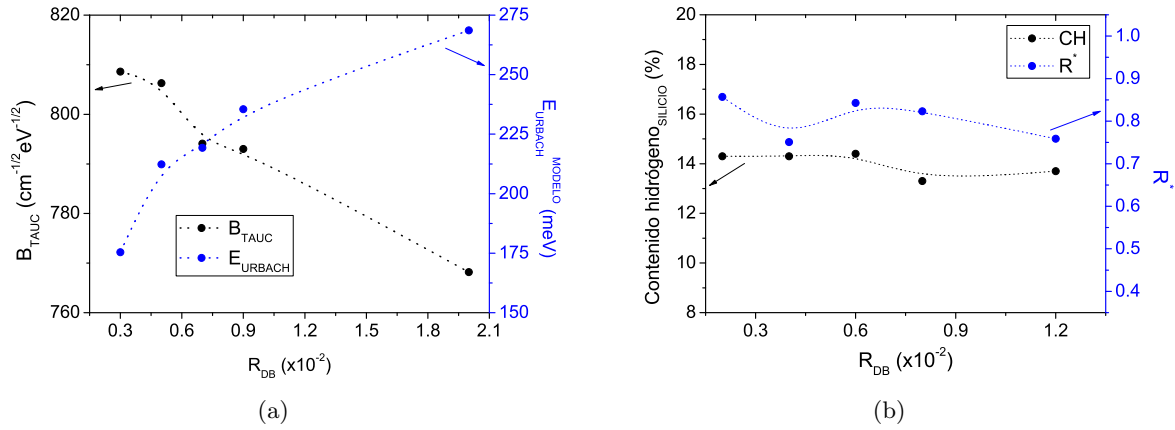 820
800
780
760
B_TAUC (cm^-1/2 eV^-1/2)
275
250
225
200
175
150
E_URBACH^MODELO (meV)
B_TAUC
E_URBACH
0.3 0.6 0.9 1.2 1.5 1.8 2.1
R_DB (x10^-2)
(a)
20
18
16
14
12
10
8
Contenido hidrógeno_SILICIO (%)
CH
R^*
1.0
0.9
0.8
0.7
0.6
0.5
0.4
R^*
0.3 0.6 0.9 1.2
R_DB (x10^-2)
(b)